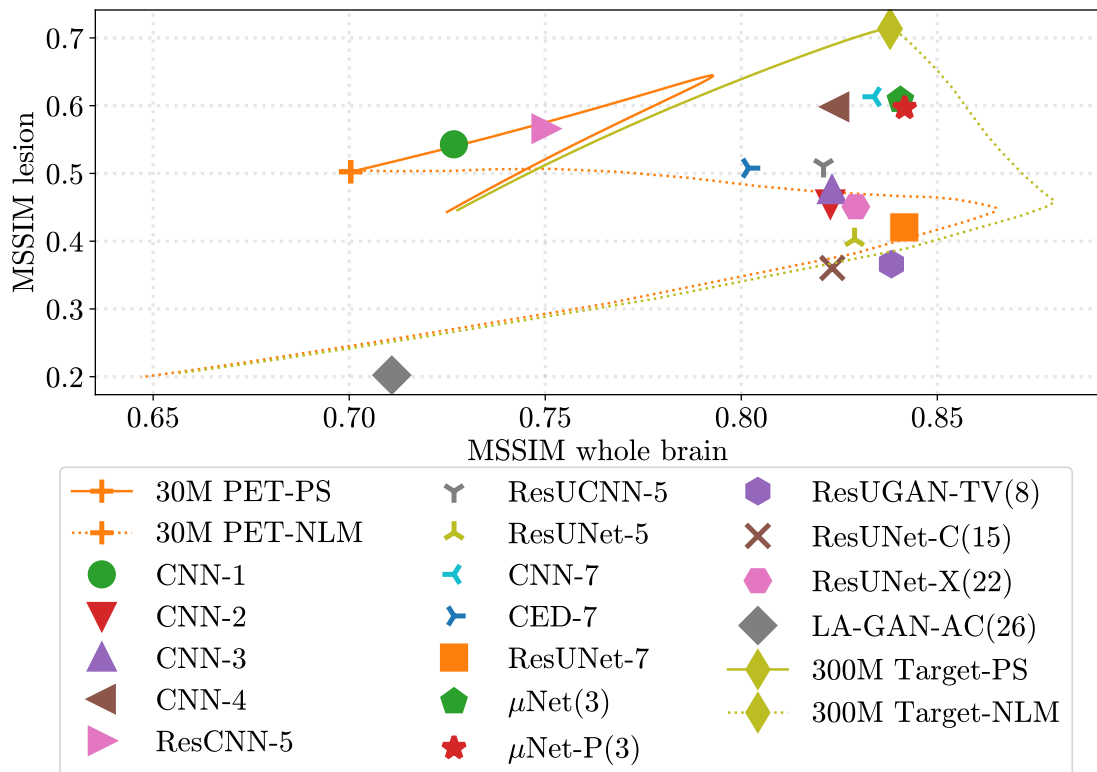 0.7
0.6
0.5
0.4
0.3
0.2
MSSIM lesion
0.65 0.70 0.75 0.80 0.85
MSSIM whole brain
30M PET-PS
30M PET-NLM
CNN-1
CNN-2
CNN-3
CNN-4
ResCNN-5
ResUCNN-5
ResUNet-5
CNN-7
CED-7
ResUNet-7
μNet(3)
μNet-P(3)
ResUGAN-TV(8)
ResUNet-C(15)
ResUNet-X(22)
LA-GAN-AC(26)
300M Target-PS
300M Target-NLM